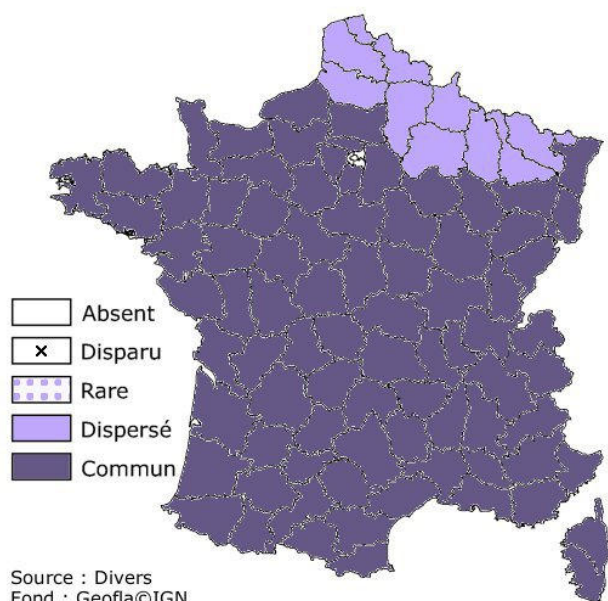 Absent
Disparu
Rare
Dispersé
Commun
Source : Divers
Fond : Geofla©IGN